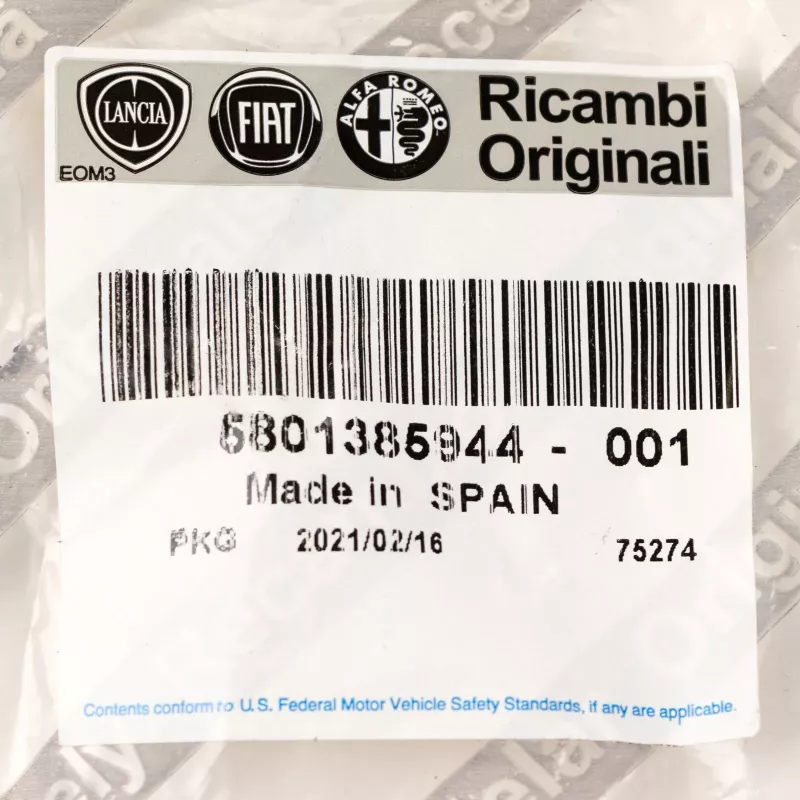 LANCIA
FIAT
ALFA ROMEO
Ricambi
Originali
EOM3
5801385944 - 001
Made in SPAIN
PKG 2021/02/16 75274
Contents conform to U.S. Federal Motor Vehicle Safety Standards, if any are applicable.